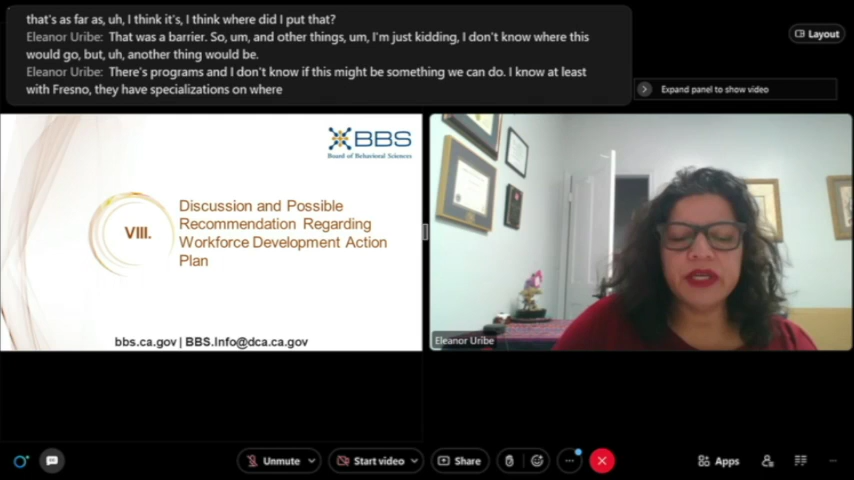 that's as far as, uh, I think it's, I think where did I put that?
Eleanor Uribe: That was a barrier. So, um, and other things, um, I'm just kidding, I don't know where this
would go, but, uh, another thing would be.
Eleanor Uribe: There's programs and I don't know if this might be something we can do. I know at least
with Fresno, they have specializations on where
Layout
Expand panel to show video
BBS
Board of Behavioral Sciences
VIII.
Discussion and Possible
Recommendation Regarding
Workforce Development Action
Plan
bbs.ca.gov | BBS.Info@dca.ca.gov
Eleanor Uribe
Unmute
Start video
Share
Apps